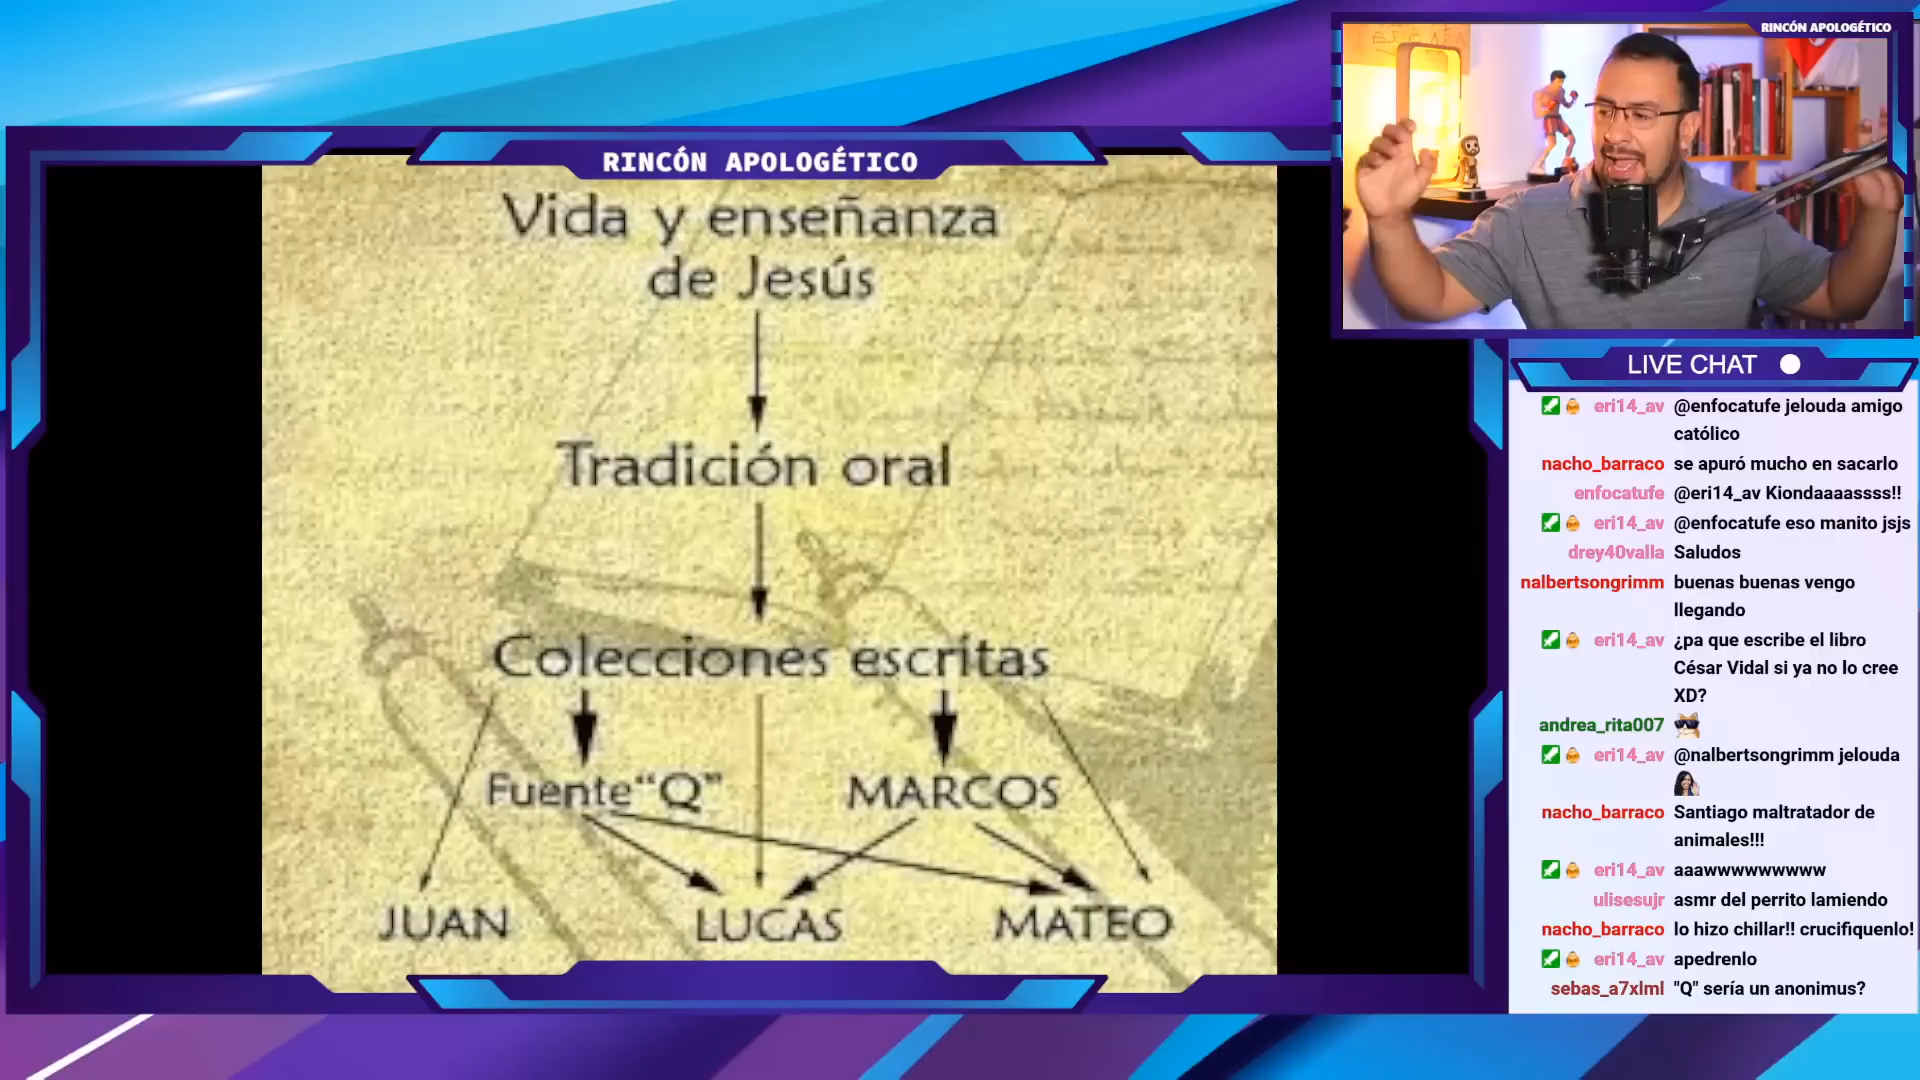 RINCÓN APOLOGÉTICO
RINCÓN APOLOGÉTICO
Vida y enseñanza
de Jesús
Tradición oral
Colecciones escritas
Fuente“Q”
MARCOS
JUAN
LUCAS
MATEO
LIVE CHAT
eri14_av @enfocatufe jelouda amigo
católico
nacho_barraco se apuró mucho en sacarlo
enfocatufe @eri14_av Kiondaaaassss!!
eri14_av @enfocatufe eso manito jsjs
drey40valla Saludos
nalbertsongrimm buenas buenas vengo
llegando
eri14_av ¿pa que escribe el libro
César Vidal si ya no lo cree
XD?
andrea_rita007
eri14_av @nalbertsongrimm jelouda
nacho_barraco Santiago maltratador de
animales!!!
eri14_av aaawwwwwwwww
ulisesujr asmr del perrito lamiendo
nacho_barraco lo hizo chillar!! crucifiquenlo!
eri14_av apedrenlo
sebas_a7xlml "Q" sería un anonimus?